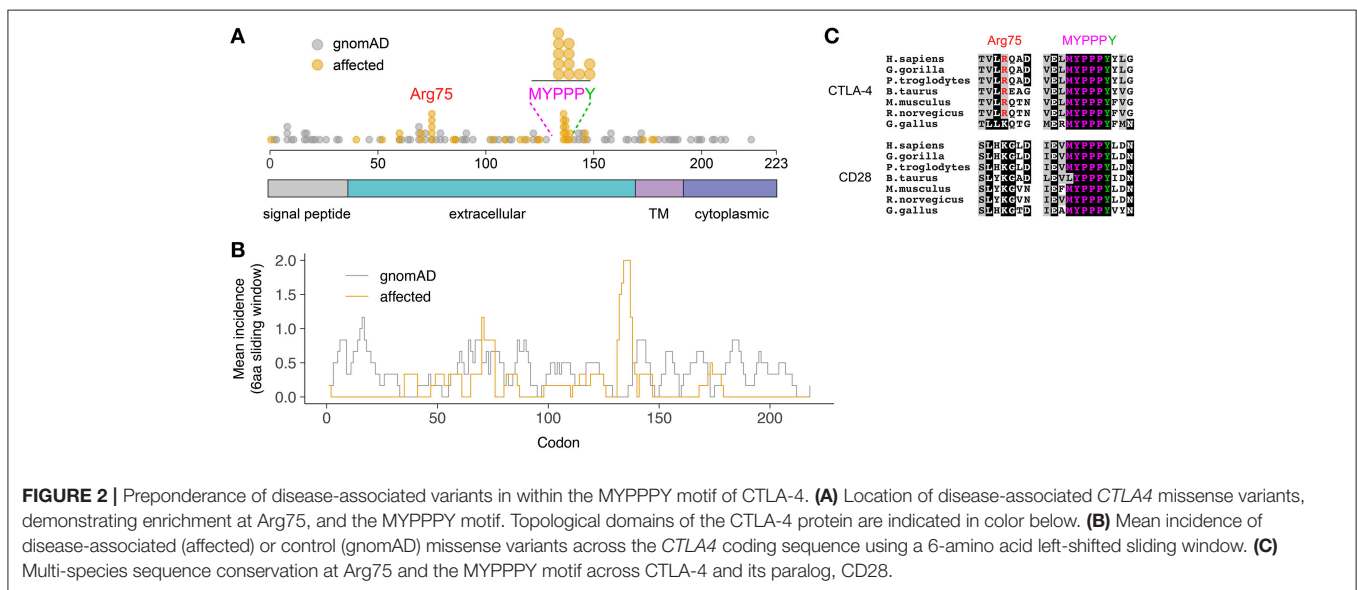 A
gnomAD
affected
Arg75
MYPPPY
0 50 100 150 200 223
signal peptide extracellular TM cytoplasmic
B
Mean incidence
(6aa sliding window)
2.0
1.5
1.0
0.5
0.0
gnomAD
affected
0 50 100 150 200
Codon
C
Arg75 MYPPPY
CTLA-4
H.sapiens TVLRQAD VELMYPPPYYLG
G.gorilla TVLRQAD VELMYPPPYYLG
P.troglodytes TVLRQAD VELMYPPPYYLG
B.taurus TVLREAG VELMYPPPYYVG
M.musculus TVLRQTN VELMYPPPYFVG
R.norvegicus TVLRQTN VELMYPPPYFVG
G.gallus TLLKQTG MERMYPPPYFMN
CD28
H.sapiens SLHKGLD IEVMYPPPYLDN
G.gorilla SLHKGLD IEVMYPPPYLDN
P.troglodytes SLHKGLD IEVMYPPPYLDN
B.taurus SLYKGAD LEVLYPPPYIDN
M.musculus SLYKGVN IEFMYPPPYLDN
R.norvegicus SLYKGVN IEVMYPPPYLDN
G.gallus SLHKGTD IEAMYPPPYVYN
FIGURE 2 | Preponderance of disease-associated variants in within the MYPPPY motif of CTLA-4. (A) Location of disease-associated CTLA4 missense variants,
demonstrating enrichment at Arg75, and the MYPPPY motif. Topological domains of the CTLA-4 protein are indicated in color below. (B) Mean incidence of
disease-associated (affected) or control (gnomAD) missense variants across the CTLA4 coding sequence using a 6-amino acid left-shifted sliding window. (C)
Multi-species sequence conservation at Arg75 and the MYPPPY motif across CTLA-4 and its paralog, CD28.